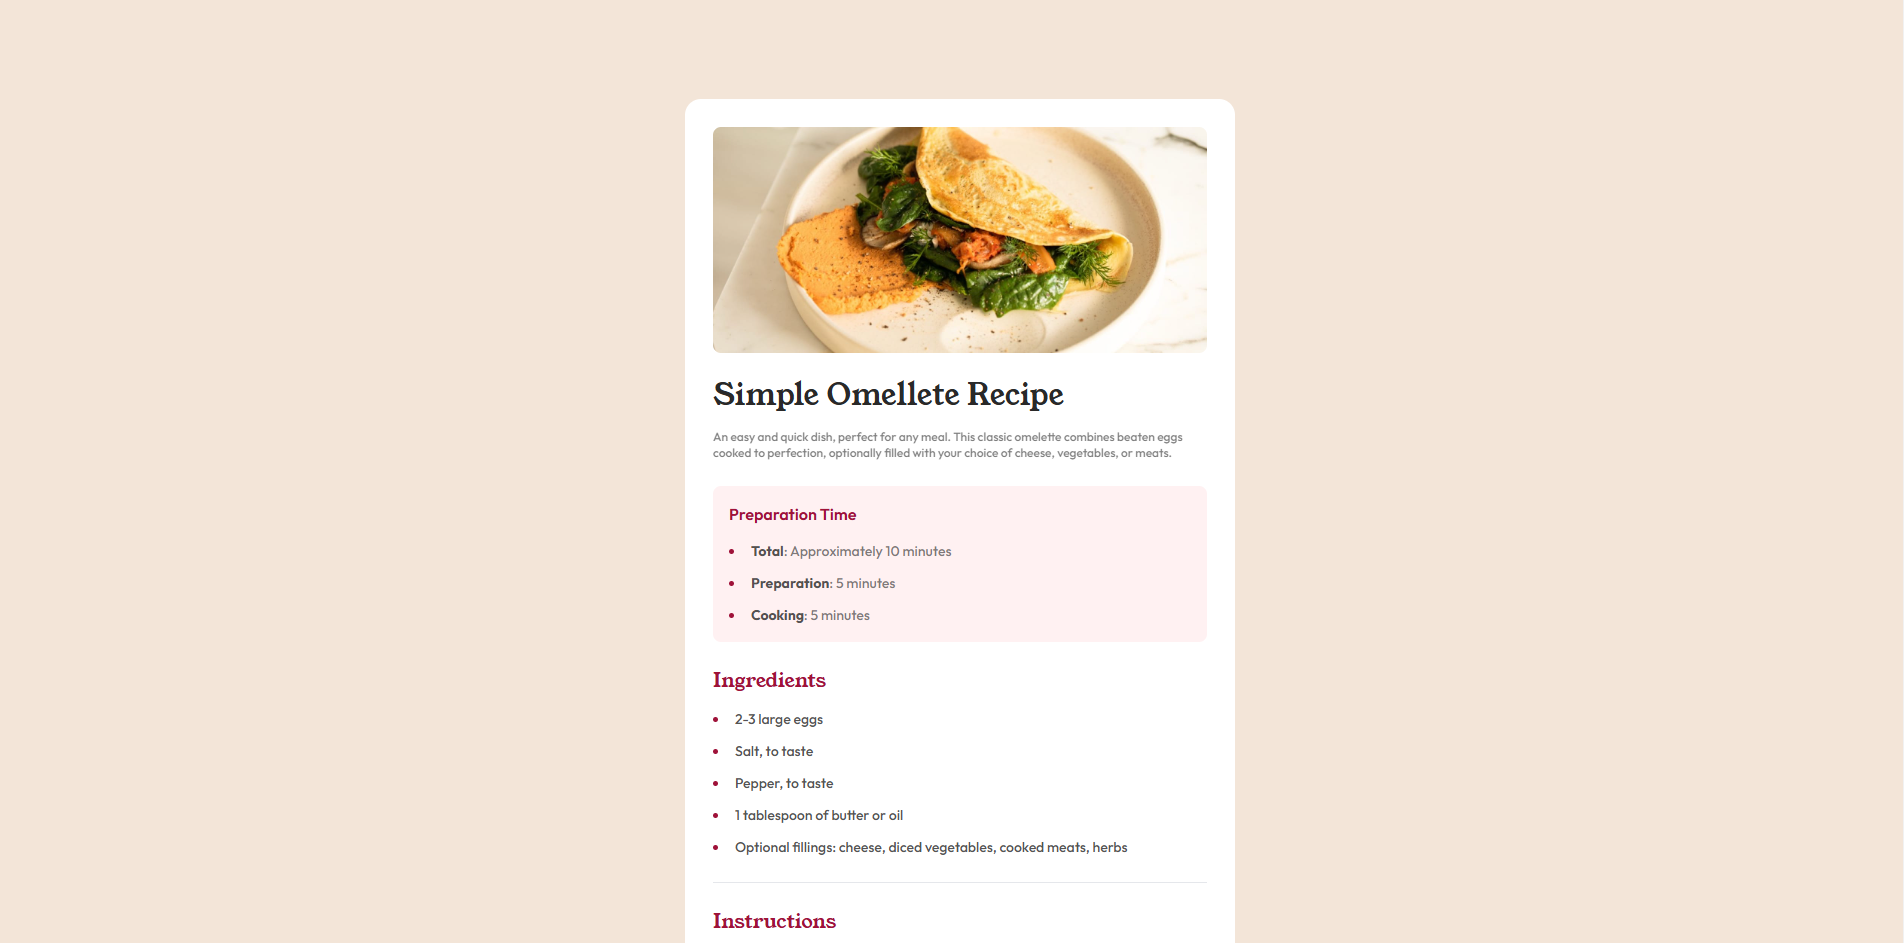 Simple Omellete Recipe
An easy and quick dish, perfect for any meal. This classic omelette combines beaten eggs
cooked to perfection, optionally filled with your choice of cheese, vegetables, or meats.
Preparation Time
• Total: Approximately 10 minutes
• Preparation: 5 minutes
• Cooking: 5 minutes
Ingredients
• 2-3 large eggs
• Salt, to taste
• Pepper, to taste
• 1 tablespoon of butter or oil
• Optional fillings: cheese, diced vegetables, cooked meats, herbs
Instructions